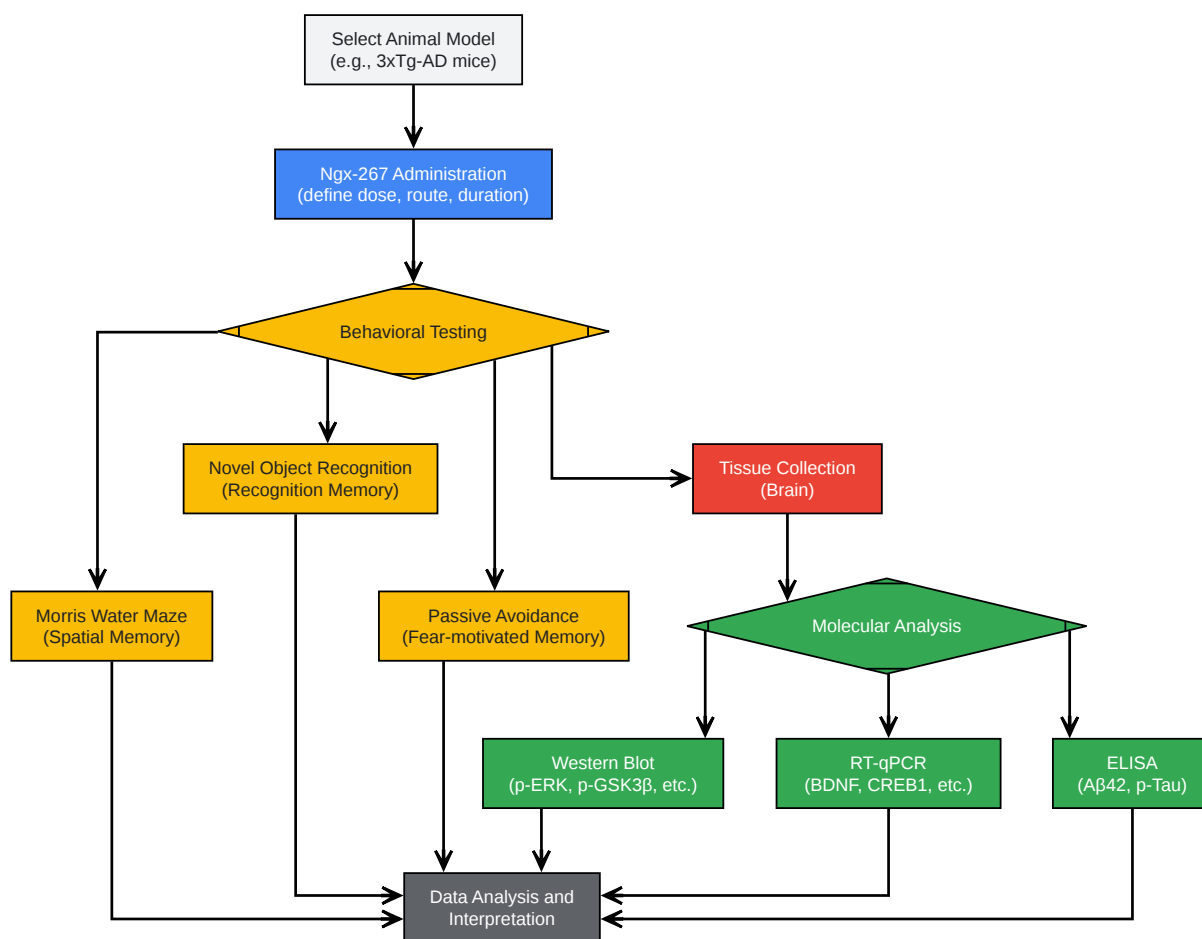 Select Animal Model
(e.g., 3xTg-AD mice)
Ngx-267 Administration
(define dose, route, duration)
Behavioral Testing
Novel Object Recognition
(Recognition Memory)
Tissue Collection
(Brain)
Morris Water Maze
(Spatial Memory)
Passive Avoidance
(Fear-motivated Memory)
Molecular Analysis
Western Blot
(p-ERK, p-GSK3β, etc.)
RT-qPCR
(BDNF, CREB1, etc.)
ELISA
(Aβ42, p-Tau)
Data Analysis and
Interpretation